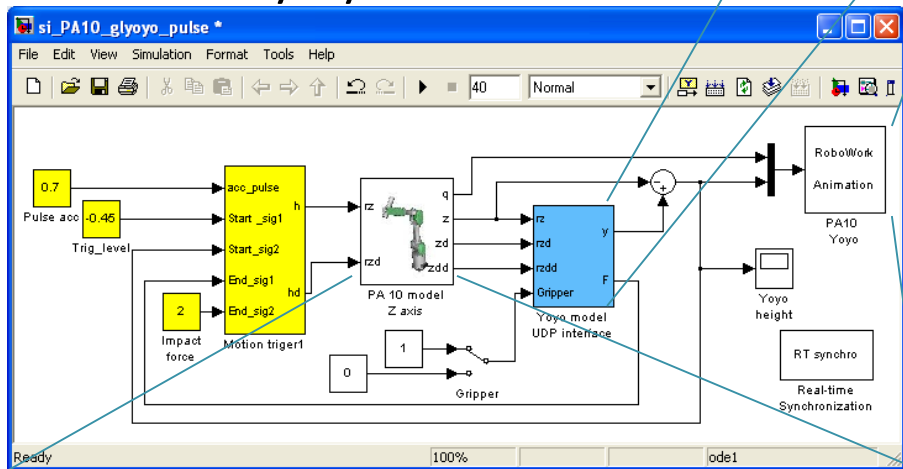 si_PA10_glyoyo_pulse *
File Edit View Simulation Format Tools Help
40 Normal
RoboWork
Animation
PA10
Yoyo
0.7
Pulse acc
-0.45
Trig_level
acc_pulse
Start _sig1
Start_sig2
End_sig1
End_sig2
h
hd
Motion triger1
2
Impact
force
rz
rzd
q
z
zd
zdd
PA 10 model
Z axis
rz
rzd
rzdd
Gripper
y
F
Yoyo model
UDP interface
1
0
Gripper
Yoyo
height
RT synchro
Real-time
Synchronization
Ready 100% ode1